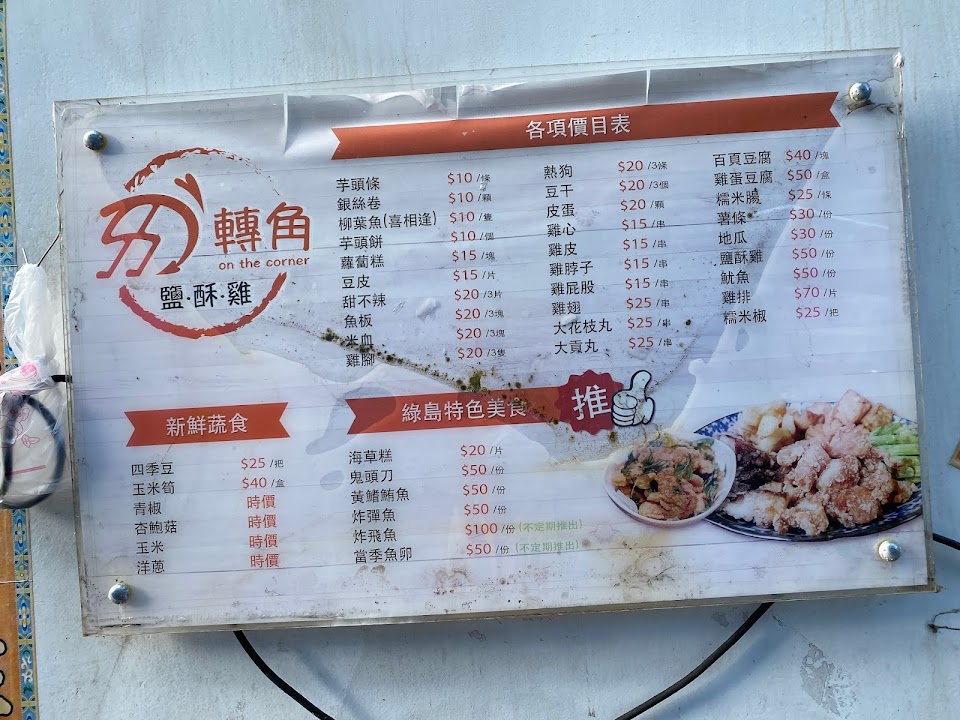 轉角
on the corner
鹽·酥·雞
各項價目表
芋頭條 $10 /條
銀絲卷 $10 /顆
柳葉魚(喜相逢) $10 /隻
芋頭餅 $10 /個
蘿蔔糕 $15 /塊
豆皮 $15 /片
甜不辣 $20 /3片
魚板 $20 /3塊
米血 $20 /3塊
雞腳 $20 /3隻
熱狗 $20 /3條
豆干 $20 /3個
皮蛋 $20 /顆
雞心 $15 /串
雞皮 $15 /串
雞脖子 $15 /串
雞屁股 $15 /串
雞翅 $25 /串
大花枝丸 $25 /串
大貢丸 $25 /串
百頁豆腐 $40 /塊
雞蛋豆腐 $50 /盒
糯米腸 $25 /條
薯條 $30 /份
地瓜 $30 /份
鹽酥雞 $50 /份
魷魚 $50 /份
雞排 $70 /片
糯米椒 $25 /把
新鮮蔬食
四季豆 $25 /把
玉米筍 $40 /盒
青椒 時價
杏鮑菇 時價
玉米 時價
洋蔥 時價
綠島特色美食 推
海草糕 $20 /片
鬼頭刀 $50 /份
黃鰭鮪魚 $50 /份
炸彈魚 $50 /份
炸飛魚 $100 /份 (不定期推出)
當季魚卵 $50 /份 (不定期推出)